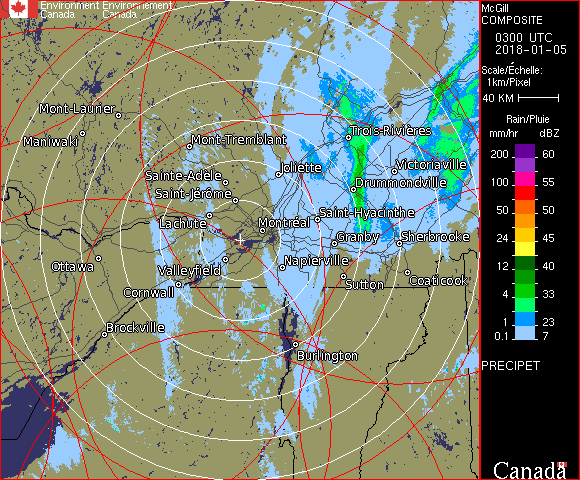 Environment Environnement
Canada Canada
McGill
COMPOSITE
0300 UTC
2018-01-05
Scale/Échelle:
1km/Pixel
40 KM
Rain/Pluie
mm/hr dBZ
200 60
100 55
50 50
24 45
12 40
4 33
1 23
0.1 7
PRECIPET
Canada
Mont-Laurier
Maniwaki
Mont-Tremblant
Trois-Rivières
Joliette
Victoriaville
Sainte-Adèle
Drummondville
Saint-Jérôme
Saint-Hyacinthe
Lachute
Montréal
Granby
Sherbrooke
Ottawa
Valleyfield
Napierville
Cornwall
Sutton
Coaticook
Brockville
Burlington